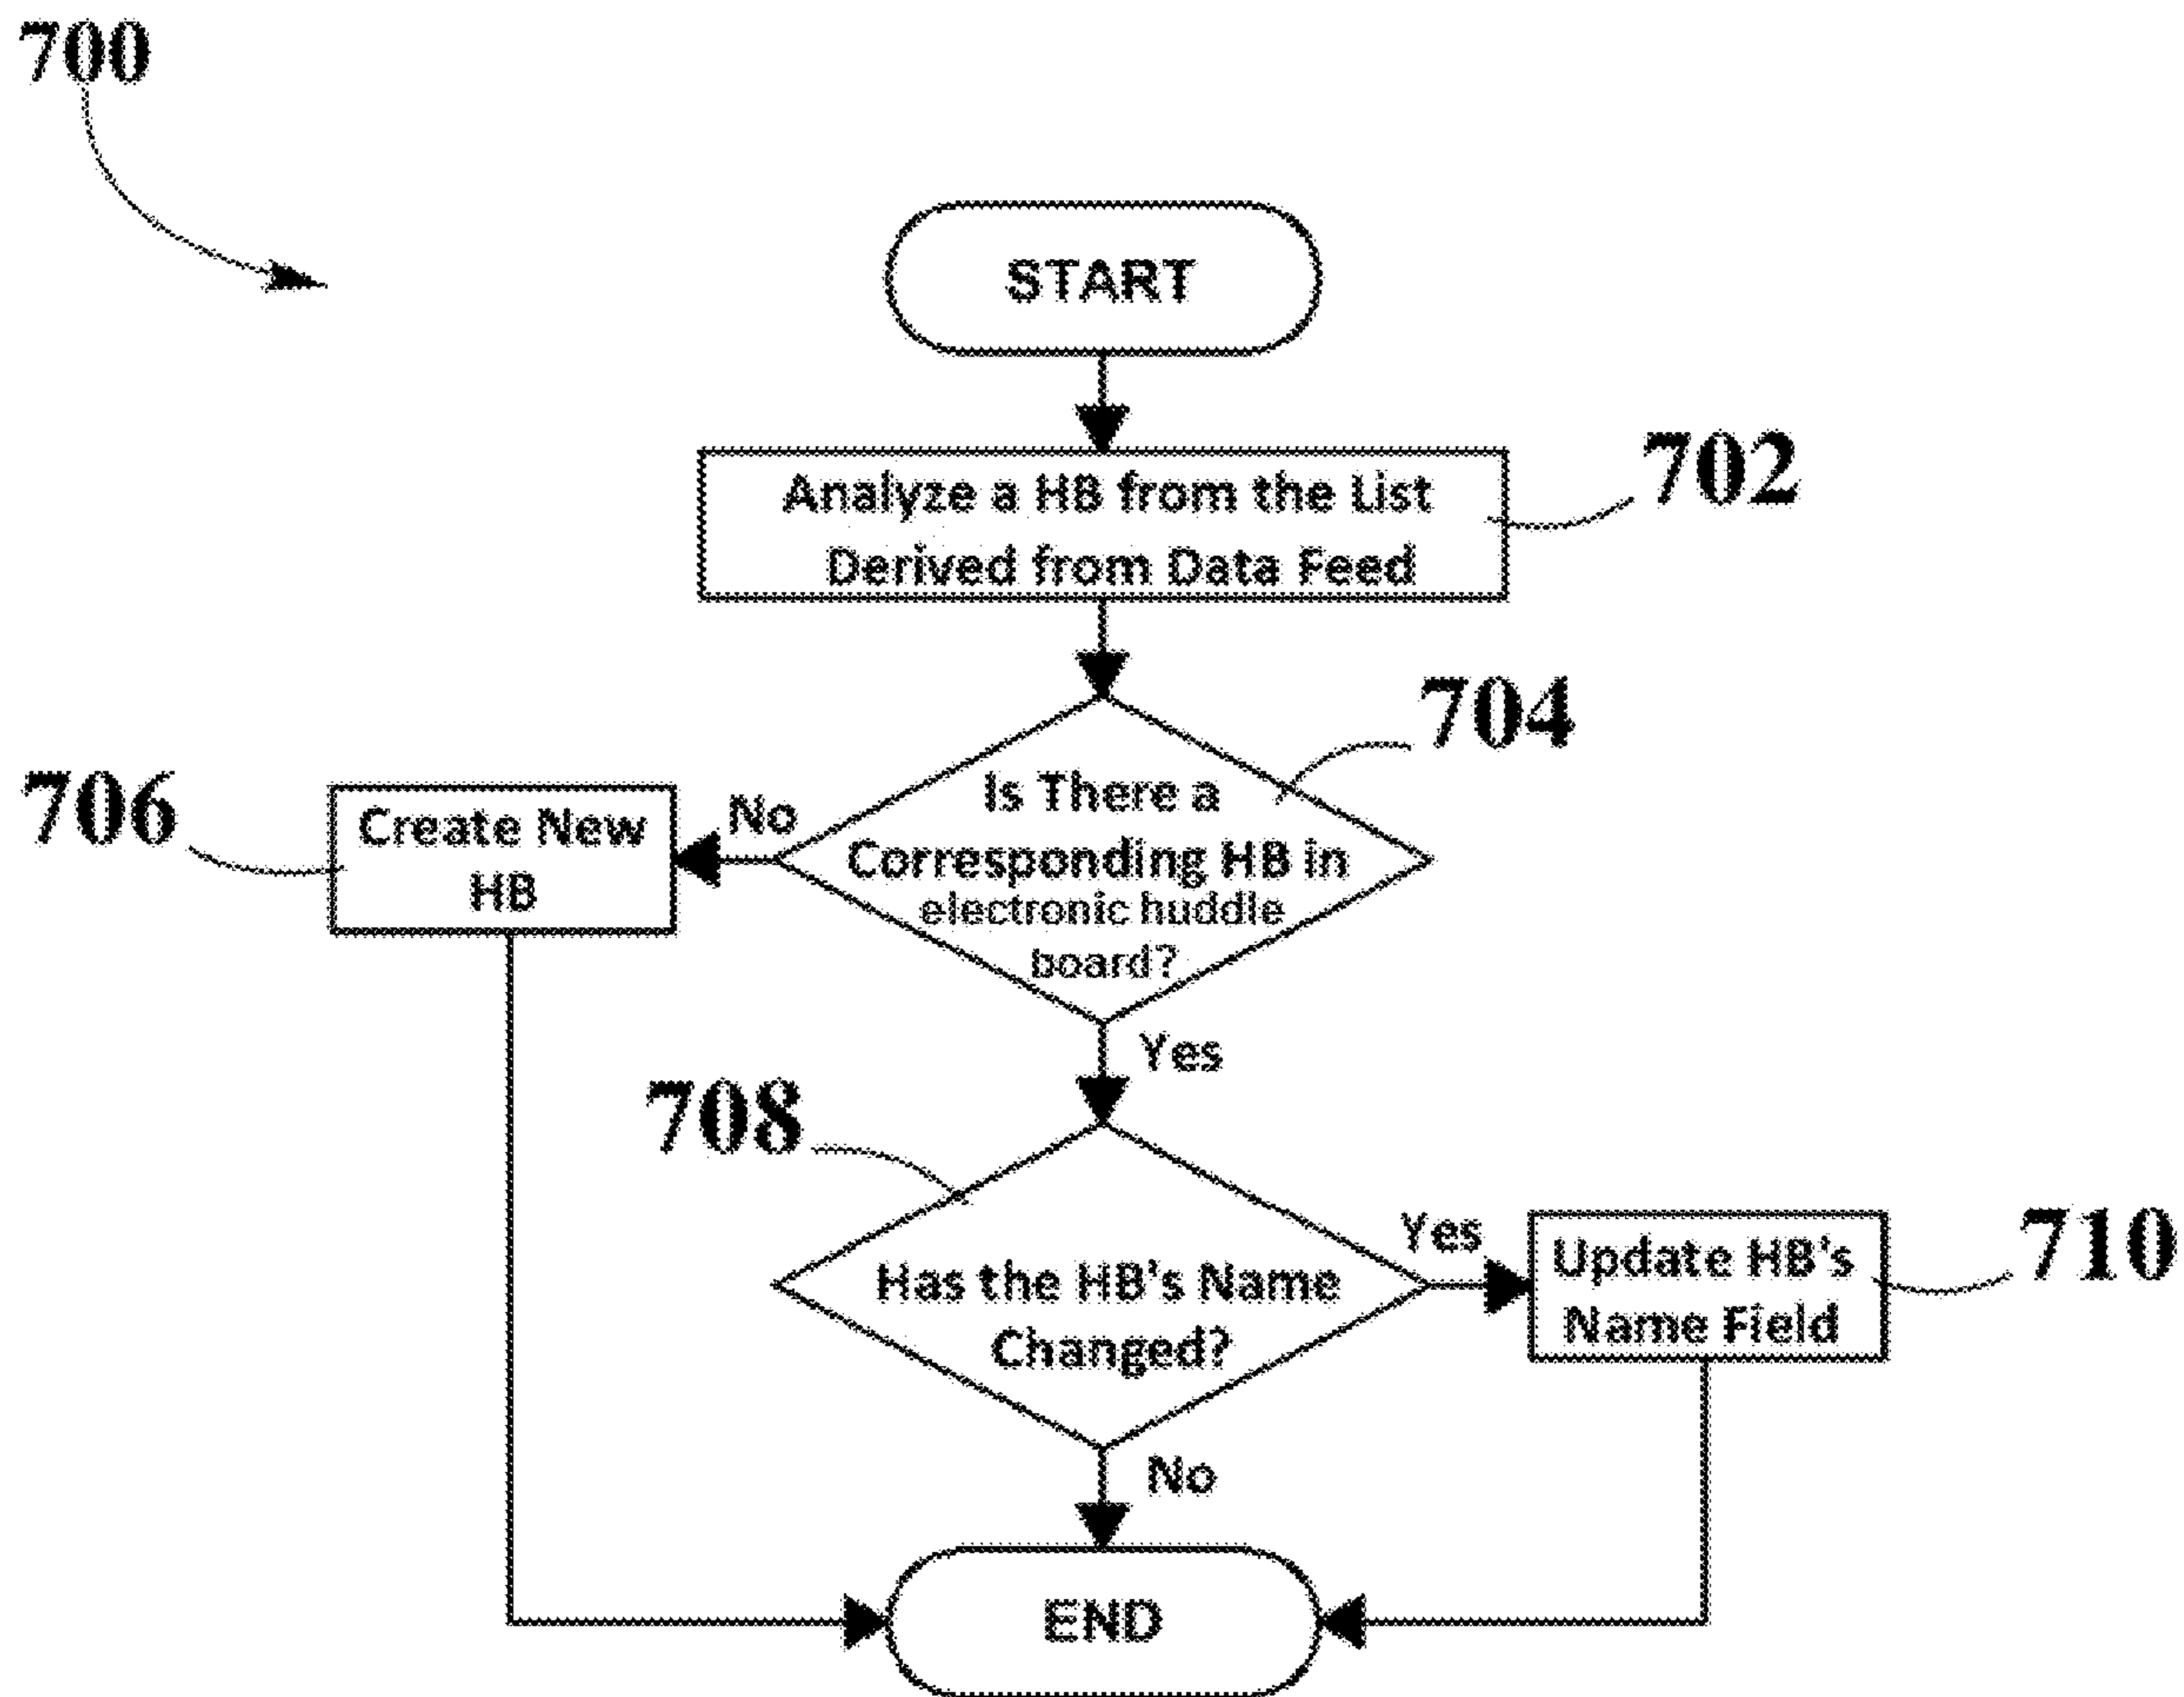 700
START
Analyze a HB from the List
Derived from Data Feed
702
704
Is There a
Corresponding HB in
electronic huddle
board?
No
706
Create New
HB
Yes
708
Has the HB's Name
Changed?
Yes
Update HB's
Name Field
710
No
END